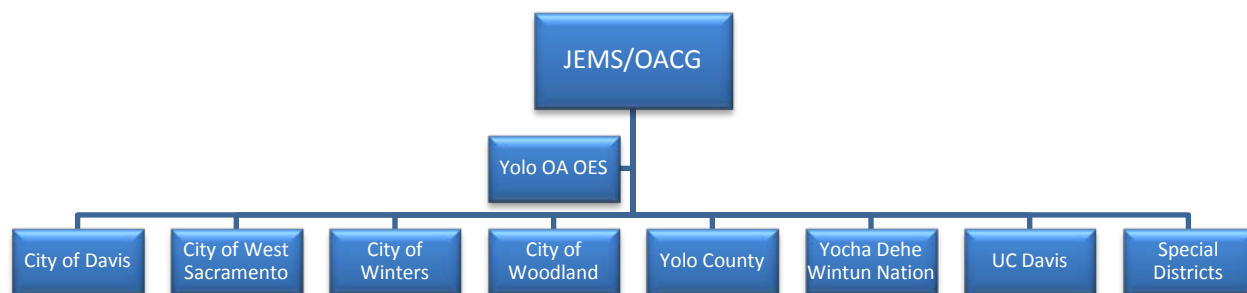 JEMS/OACG
Yolo OA OES
City of Davis
City of West
Sacramento
City of
Winters
City of
Woodland
Yolo County
Yocha Dehe
Wintun Nation
UC Davis
Special
Districts